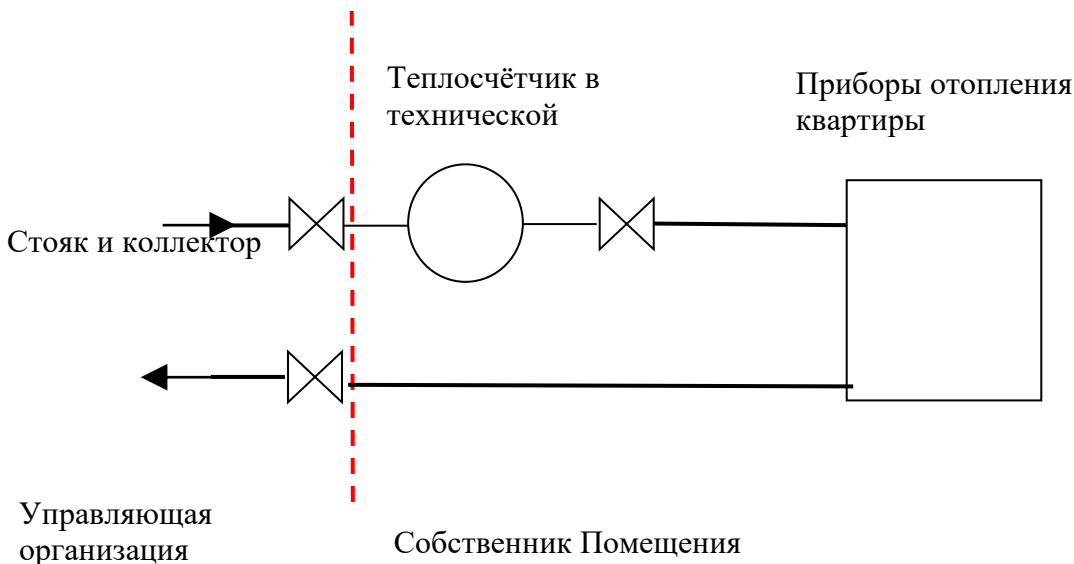 Теплосчётчик в
технической
Приборы отопления
квартиры
Стояк и коллектор
Управляющая
организация
Собственник Помещения